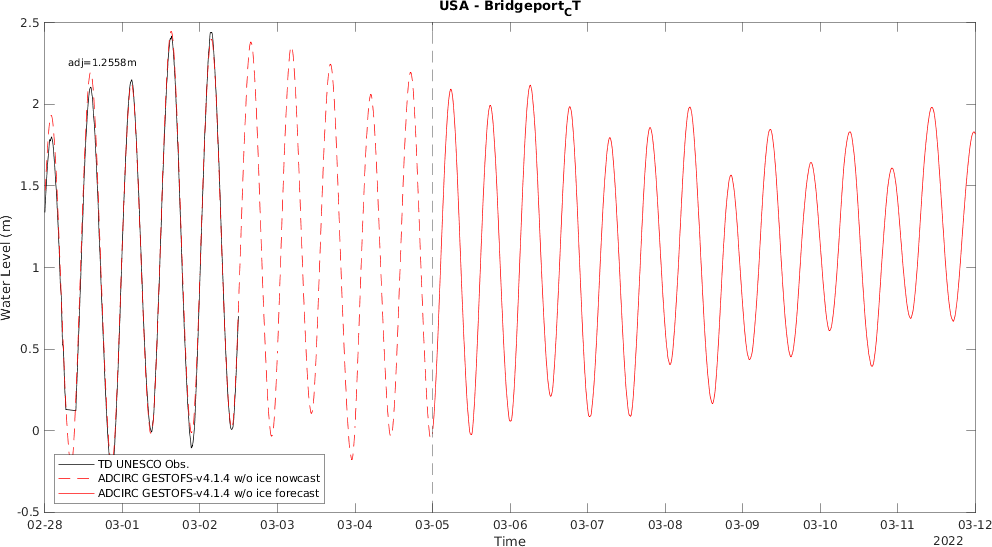 USA - Bridgeport_CT
adj=1.2558m
2.5
2
1.5
1
0.5
0
-0.5
Water Level (m)
TD UNESCO Obs.
ADCIRC GESTOFS-v4.1.4 w/o ice nowcast
ADCIRC GESTOFS-v4.1.4 w/o ice forecast
02-28 03-01 03-02 03-03 03-04 03-05 03-06 03-07 03-08 03-09 03-10 03-11 03-12
Time
2022